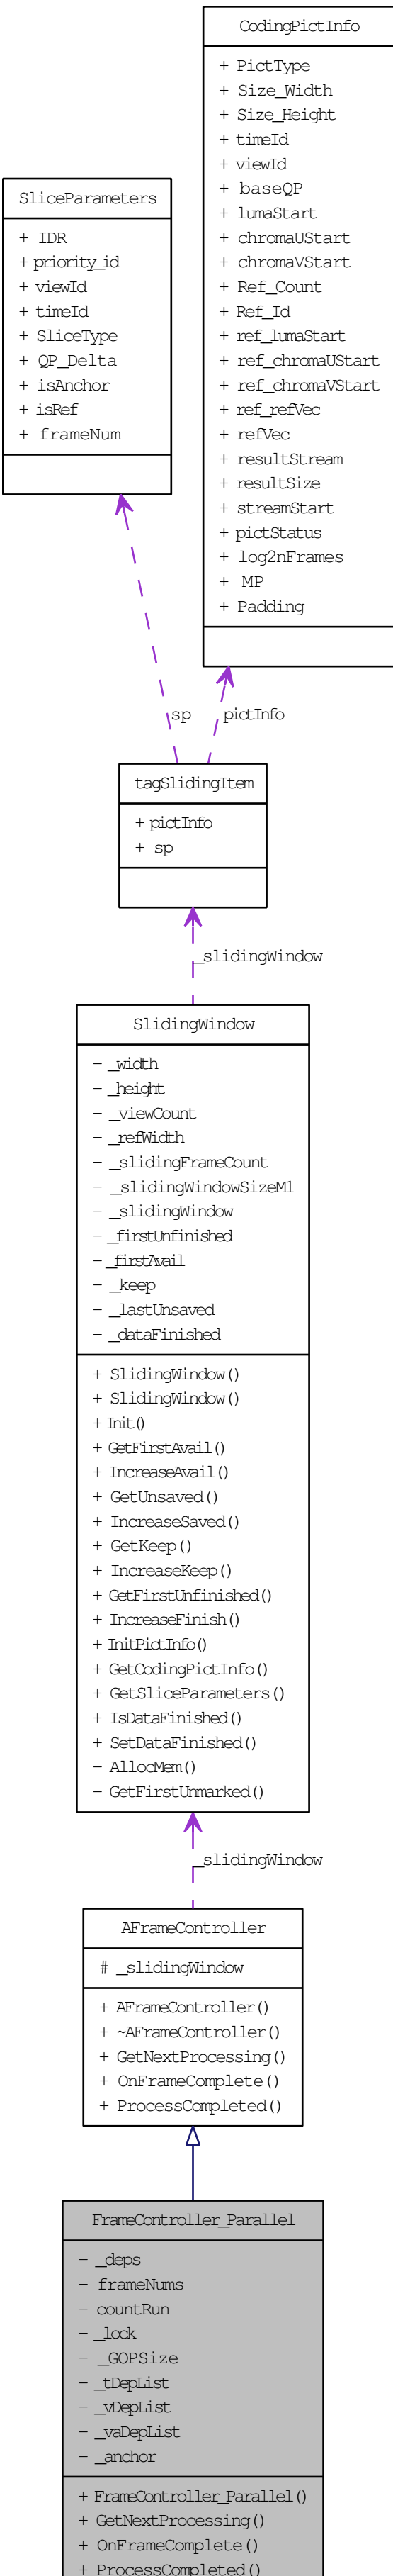 CodingPictInfo
+ PictType
+ Size_Width
+ Size_Height
+ timeId
+ viewId
+ baseQP
+ lumaStart
+ chromaUStart
+ chromaVStart
+ Ref_Count
+ Ref_Id
+ ref_lumaStart
+ ref_chromaUStart
+ ref_chromaVStart
+ ref_refVec
+ refVec
+ resultStream
+ resultSize
+ streamStart
+ pictStatus
+ log2nFrames
+ MP
+ Padding
SliceParameters
+ IDR
+ priority_id
+ viewId
+ timeId
+ SliceType
+ QP_Delta
+ isAnchor
+ isRef
+ frameNum
sp
pictInfo
tagSlidingItem
+ pictInfo
+ sp
_slidingWindow
SlidingWindow
- _width
- _height
- _viewCount
- _refWidth
- _slidingFrameCount
- _slidingWindowSizeM1
- _slidingWindow
- _firstUnfinished
- _firstAvail
- _keep
- _lastUnsaved
- _dataFinished
+ SlidingWindow()
+ SlidingWindow()
+ Init()
+ GetFirstAvail()
+ IncreaseAvail()
+ GetUnsaved()
+ IncreaseSaved()
+ GetKeep()
+ IncreaseKeep()
+ GetFirstUnfinished()
+ IncreaseFinish()
+ InitPictInfo()
+ GetCodingPictInfo()
+ GetSliceParameters()
+ IsDataFinished()
+ SetDataFinished()
- AllocMem()
- GetFirstUnmarked()
_slidingWindow
AFrameController
# _slidingWindow
+ AFrameController()
+ ~AFrameController()
+ GetNextProcessing()
+ OnFrameComplete()
+ ProcessCompleted()
FrameController_Parallel
- _deps
- frameNums
- countRun
- _lock
- _GOPSize
- _tDepList
- _vDepList
- _vaDepList
- _anchor
+ FrameController_Parallel()
+ GetNextProcessing()
+ OnFrameComplete()
+ ProcessCompleted()